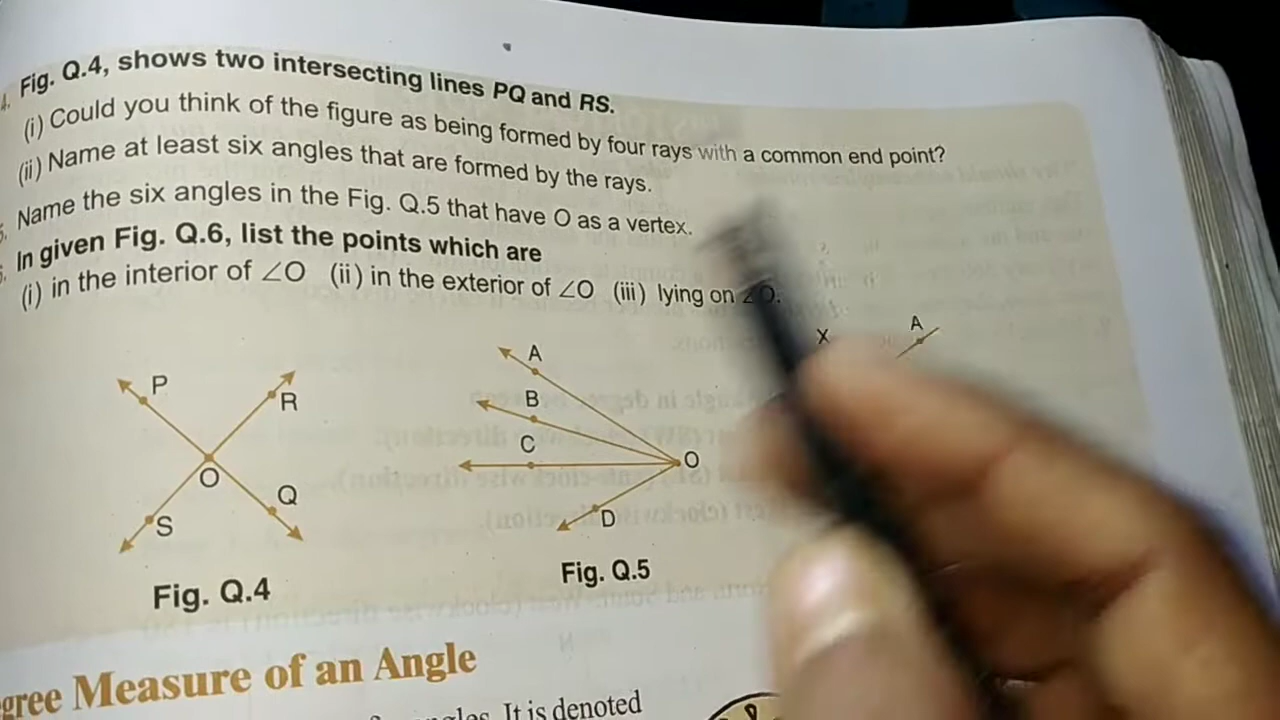 4. Fig. Q.4, shows two intersecting lines PQ and RS.
(i) Could you think of the figure as being formed by four rays with a common end point?
(ii) Name at least six angles that are formed by the rays.
5. Name the six angles in the Fig. Q.5 that have O as a vertex.
In given Fig. Q.6, list the points which are
(i) in the interior of ∠O (ii) in the exterior of ∠O (iii) lying on ∠O.
P
R
O
Q
S
Fig. Q.4
A
B
C
O
D
Fig. Q.5
X
A
gree Measure of an Angle
It is denoted